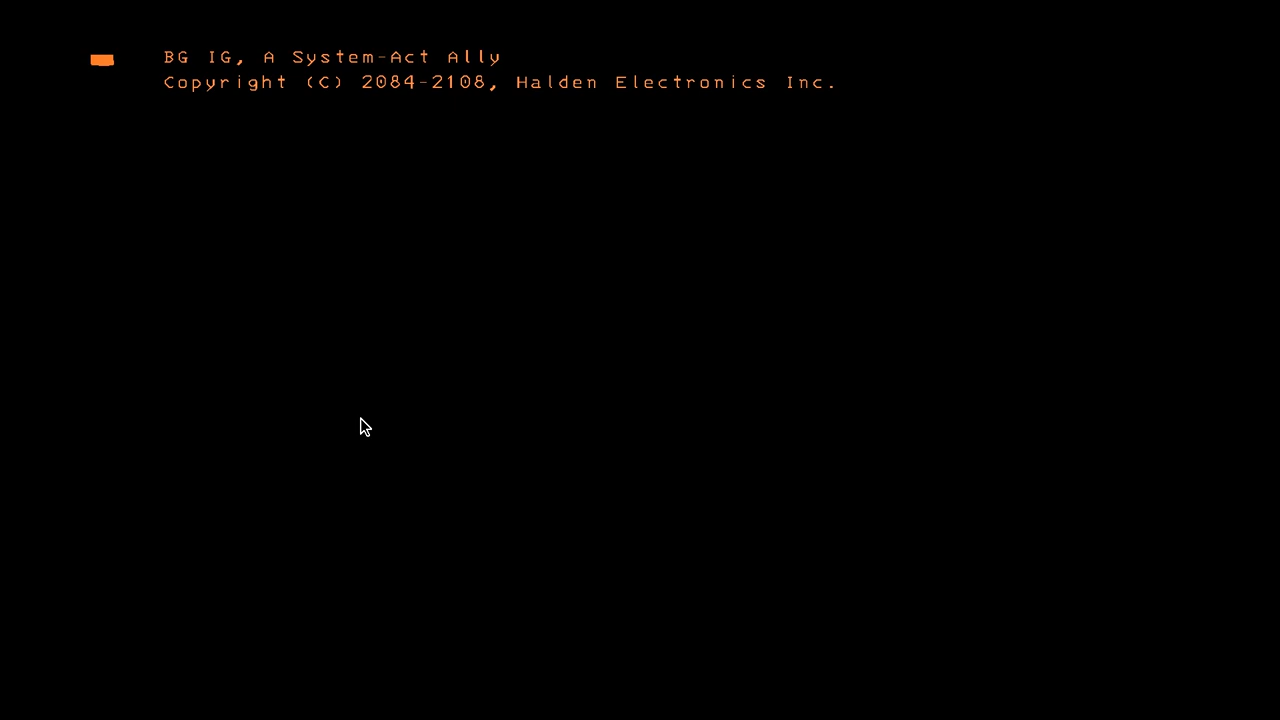 BG IG, A System-Act Ally
Copyright (C) 2084-2108, Halden Electronics Inc.